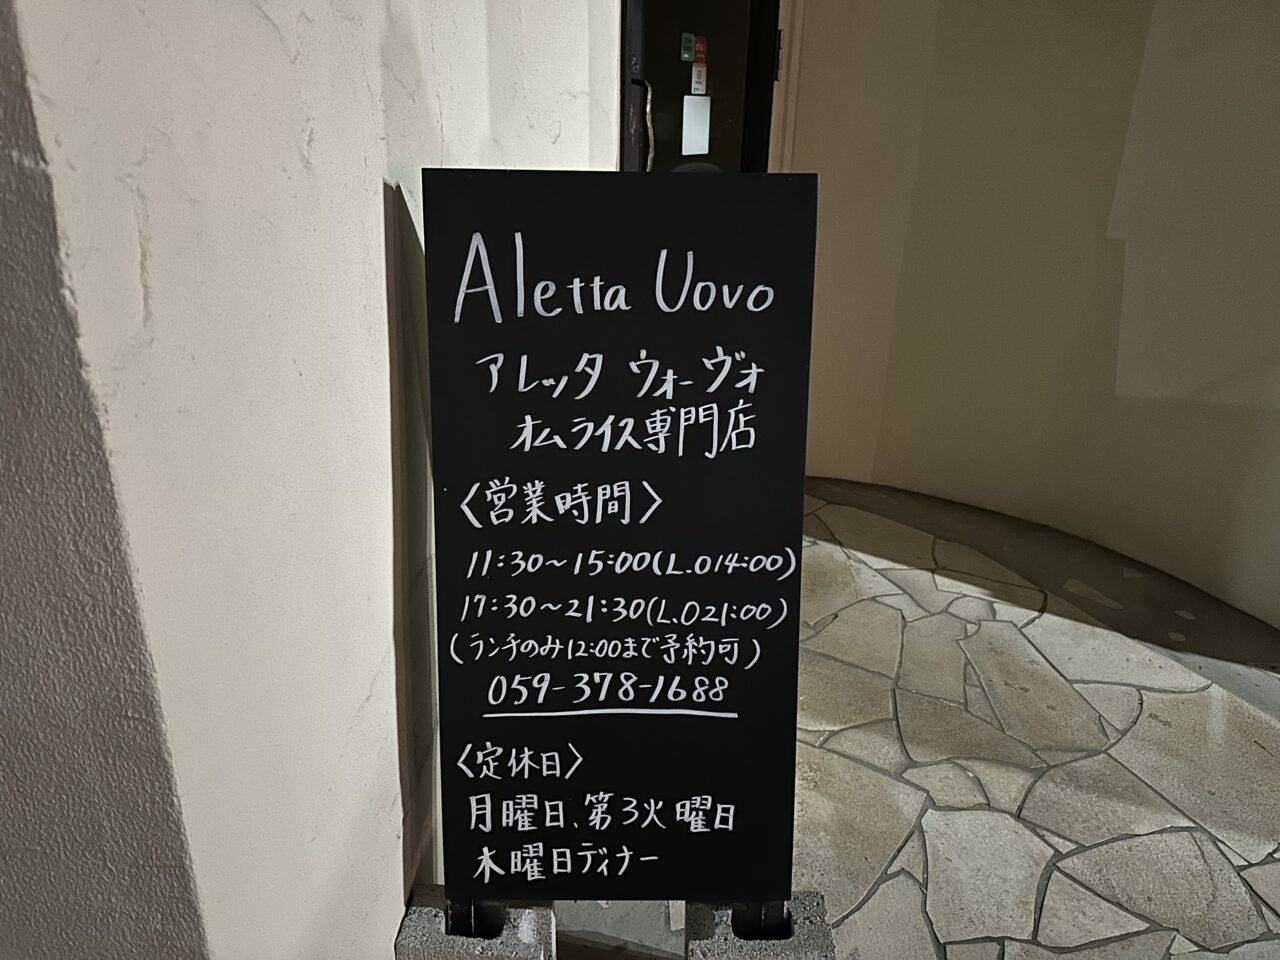 Aletta Uovo
アレッタ ウォーヴォ
オムライス専門店
〈営業時間〉
11:30～15:00(L.O14:00)
17:30～21:30(L.O21:00)
(ランチのみ12:00まで予約可)
059-378-1688
〈定休日〉
月曜日、第3火曜日
木曜日ディナー